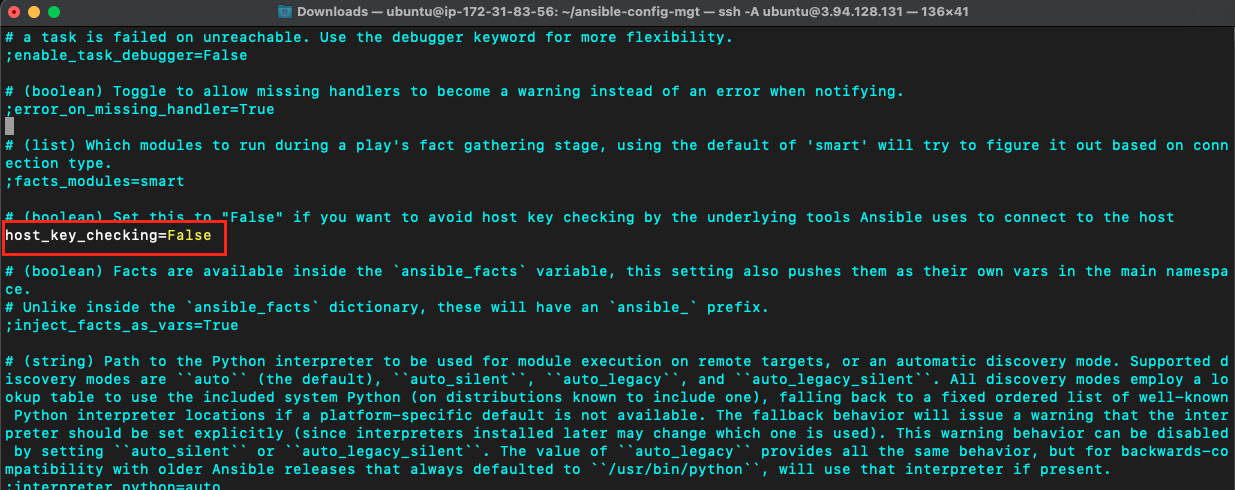 Downloads — ubuntu@ip-172-31-83-56: ~/ansible-config-mgt — ssh -A ubuntu@3.94.128.131 — 136×41
# a task is failed on unreachable. Use the debugger keyword for more flexibility.
;enable_task_debugger=False
# (boolean) Toggle to allow missing handlers to become a warning instead of an error when notifying.
;error_on_missing_handler=True
# (list) Which modules to run during a play's fact gathering stage, using the default of 'smart' will try to figure it out based on conn
ection type.
;facts_modules=smart
# (boolean) Set this to "False" if you want to avoid host key checking by the underlying tools Ansible uses to connect to the host
host_key_checking=False
# (boolean) Facts are available inside the `ansible_facts` variable, this setting also pushes them as their own vars in the main namespa
ce.
# Unlike inside the `ansible_facts` dictionary, these will have an `ansible_` prefix.
;inject_facts_as_vars=True
# (string) Path to the Python interpreter to be used for module execution on remote targets, or an automatic discovery mode. Supported d
iscovery modes are ``auto`` (the default), ``auto_silent``, ``auto_legacy``, and ``auto_legacy_silent``. All discovery modes employ a lo
okup table to use the included system Python (on distributions known to include one), falling back to a fixed ordered list of well-known
 Python interpreter locations if a platform-specific default is not available. The fallback behavior will issue a warning that the inter
preter should be set explicitly (since interpreters installed later may change which one is used). This warning behavior can be disabled
 by setting ``auto_silent`` or ``auto_legacy_silent``. The value of ``auto_legacy`` provides all the same behavior, but for backwards-co
mpatibility with older Ansible releases that always defaulted to ``/usr/bin/python``, will use that interpreter if present.
;interpreter_python=auto